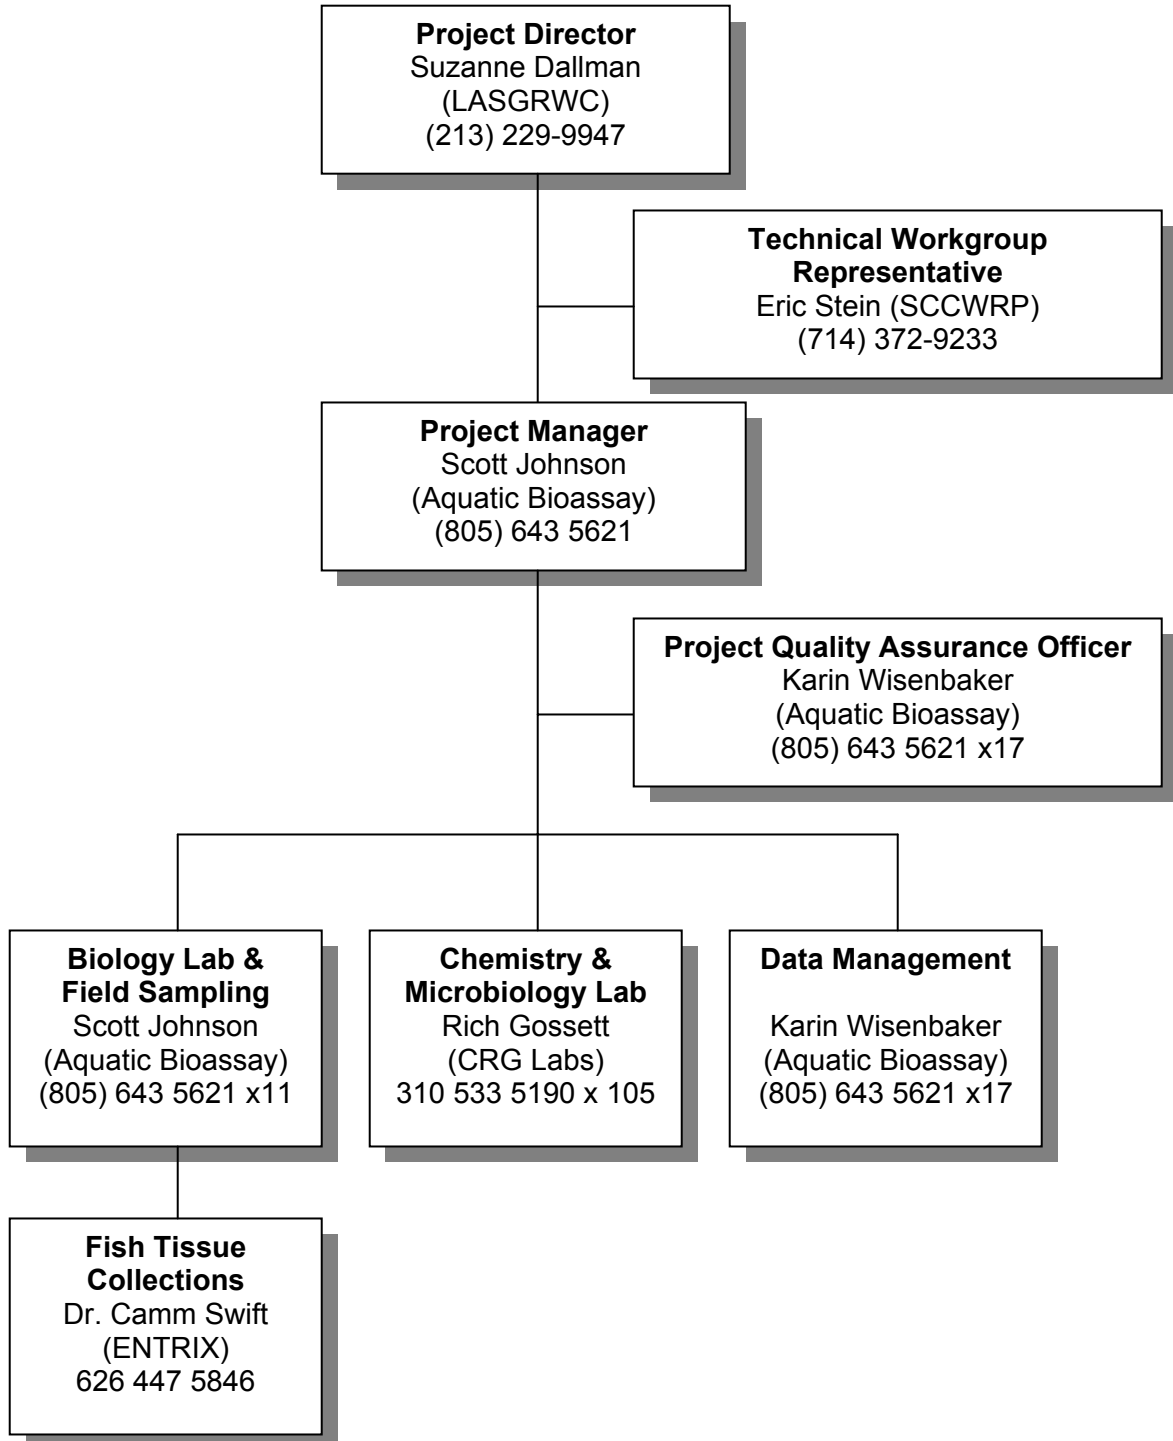 Project Director
Suzanne Dallman
(LASGRWC)
(213) 229-9947
Technical Workgroup
Representative
Eric Stein (SCCWRP)
(714) 372-9233
Project Manager
Scott Johnson
(Aquatic Bioassay)
(805) 643 5621
Project Quality Assurance Officer
Karin Wisenbaker
(Aquatic Bioassay)
(805) 643 5621 x17
Biology Lab &
Field Sampling
Scott Johnson
(Aquatic Bioassay)
(805) 643 5621 x11
Chemistry &
Microbiology Lab
Rich Gossett
(CRG Labs)
310 533 5190 x 105
Data Management
Karin Wisenbaker
(Aquatic Bioassay)
(805) 643 5621 x17
Fish Tissue
Collections
Dr. Camm Swift
(ENTRIX)
626 447 5846